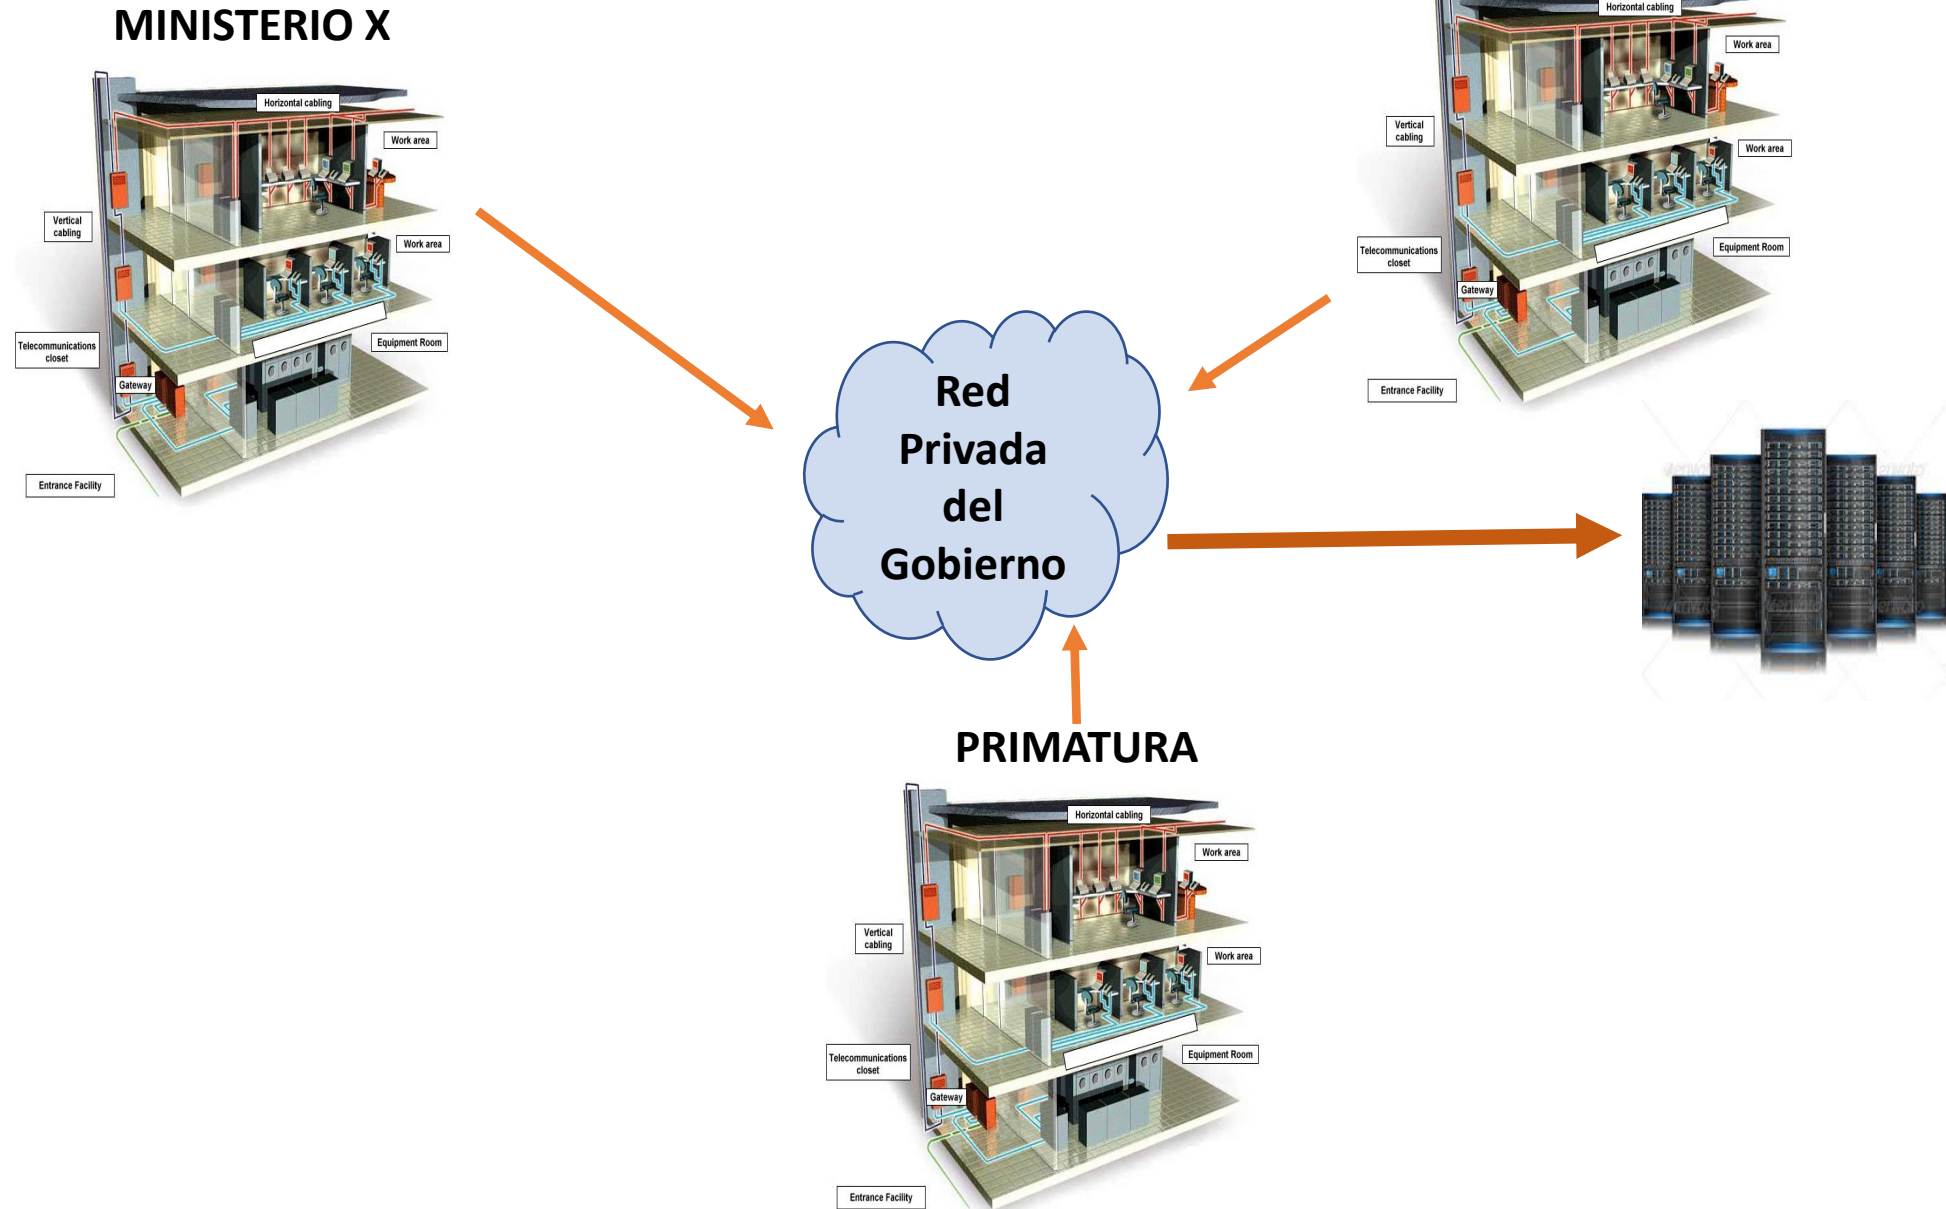 MINISTERIO X
Horizontal cabling
Work area
Vertical
cabling
Work area
Telecommunications
closet
Equipment Room
Gateway
Entrance Facility
Horizontal cabling
Work area
Vertical
cabling
Work area
Telecommunications
closet
Equipment Room
Gateway
Entrance Facility
Red
Privada
del
Gobierno
PRIMATURA
Horizontal cabling
Work area
Vertical
cabling
Work area
Telecommunications
closet
Equipment Room
Gateway
Entrance Facility